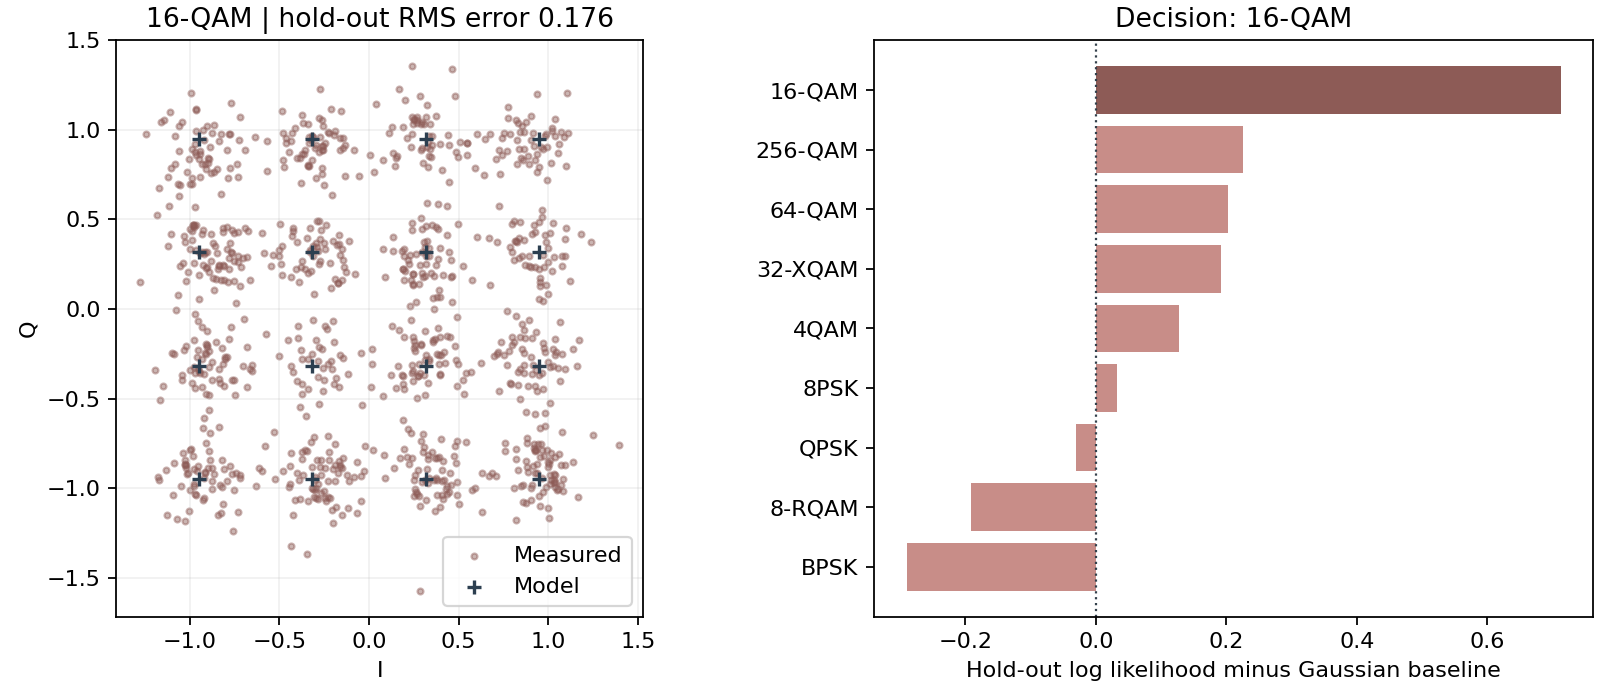 16-QAM | hold-out RMS error 0.176
1.5
1.0
0.5
0.0
−0.5
−1.0
−1.5
Q
−1.0
−0.5
0.0
0.5
1.0
1.5
I
Measured
Model
Decision: 16-QAM
16-QAM
256-QAM
64-QAM
32-XQAM
4QAM
8PSK
QPSK
8-RQAM
BPSK
−0.2
0.0
0.2
0.4
0.6
Hold-out log likelihood minus Gaussian baseline